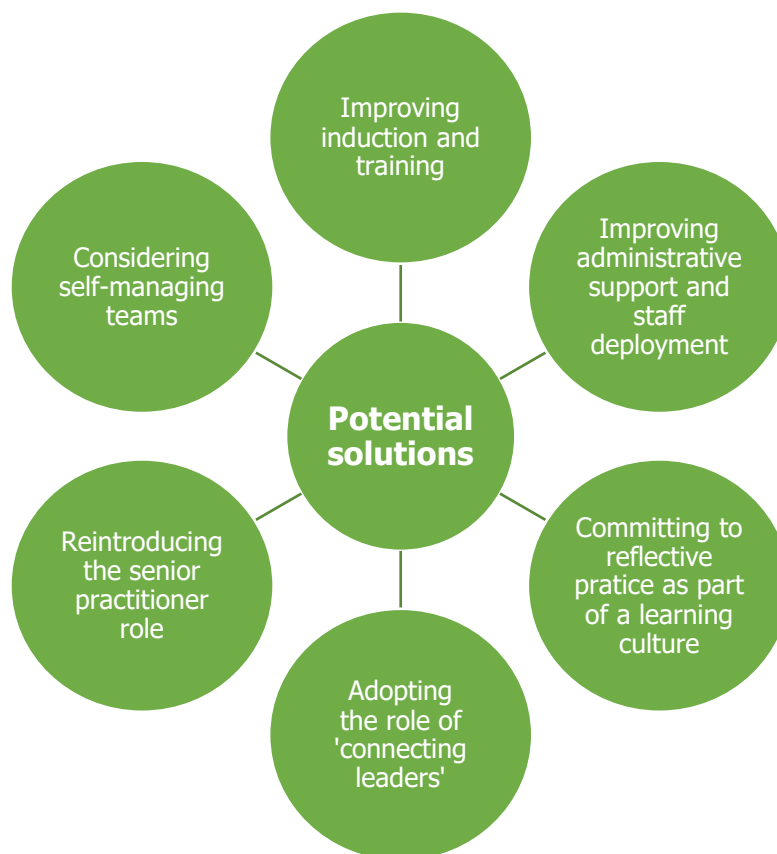 Improving
induction and
training
Improving
administrative
support and
staff
deployment
Committing to
reflective
pratice as part
of a learning
culture
Adopting
the role of
'connecting
leaders'
Reintroducing
the senior
practitioner
role
Considering
self-managing
teams
Potential
solutions